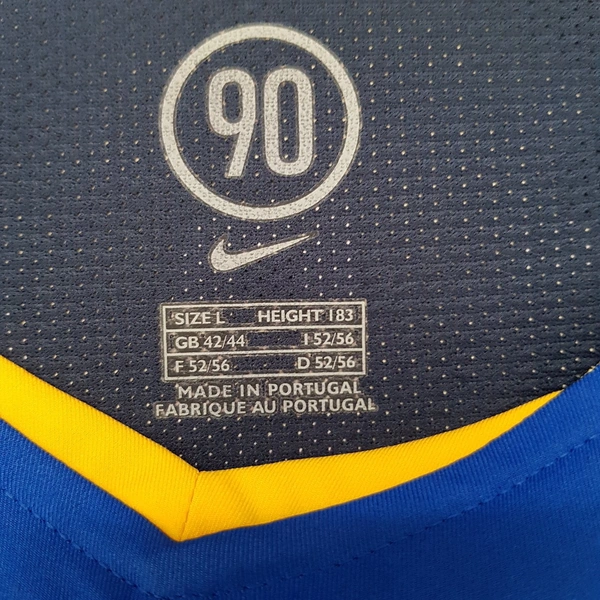 90
SIZE L HEIGHT 183
GB 42/44 I 52/56
F 52/56 D 52/56
MADE IN PORTUGAL
FABRIQUE AU PORTUGAL